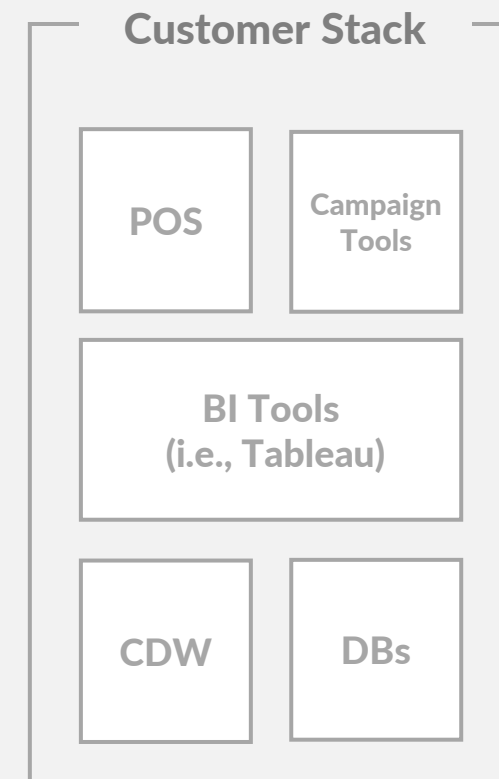 Customer Stack
POS
Campaign
Tools
BI Tools
(i.e., Tableau)
CDW
DBs